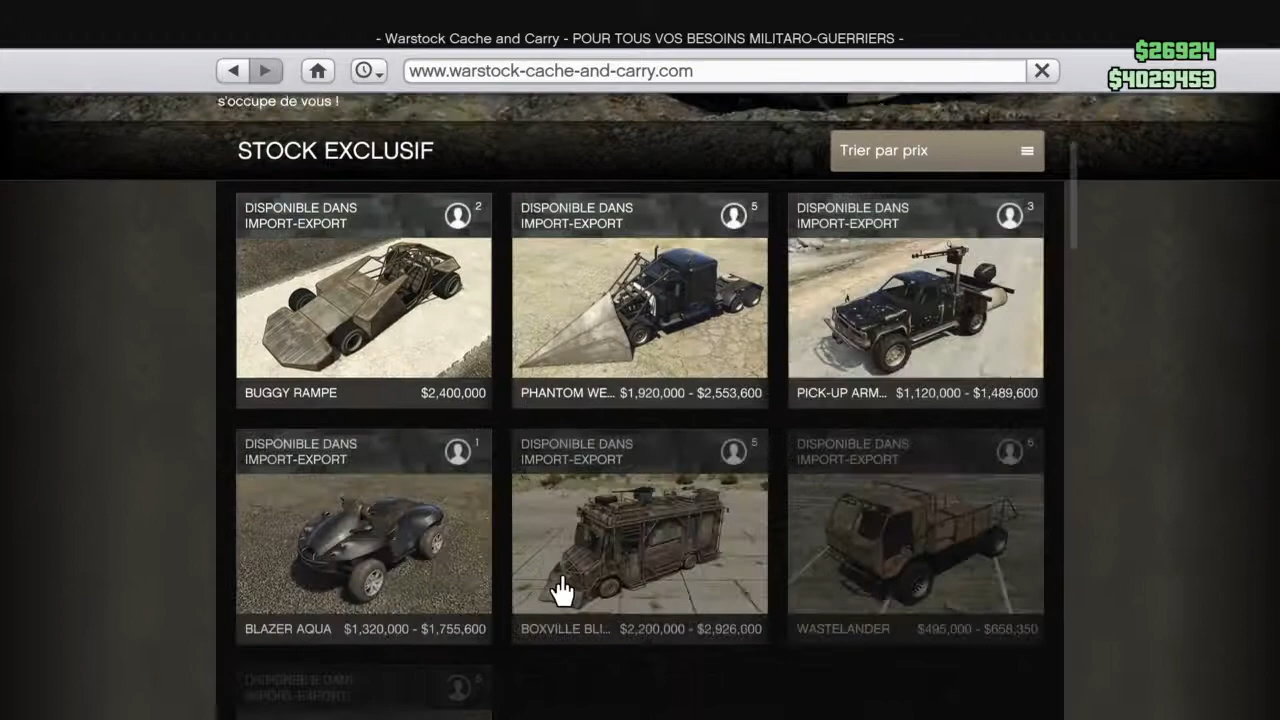 - Warstock Cache and Carry - POUR TOUS VOS BESOINS MILITARO-GUERRIERS -
$26924
www.warstock-cache-and-carry.com
$4029453
s'occupe de vous !
STOCK EXCLUSIF
Trier par prix
DISPONIBLE DANS
IMPORT-EXPORT
2
DISPONIBLE DANS
IMPORT-EXPORT
5
DISPONIBLE DANS
IMPORT-EXPORT
3
BUGGY RAMPE $2,400,000
PHANTOM WE... $1,920,000 - $2,553,600
PICK-UP ARM... $1,120,000 - $1,489,600
DISPONIBLE DANS
IMPORT-EXPORT
1
DISPONIBLE DANS
IMPORT-EXPORT
5
DISPONIBLE DANS
IMPORT-EXPORT
6
BLAZER AQUA $1,320,000 - $1,755,600
BOXVILLE BLI... $2,200,000 - $2,926,000
WASTELANDER $495,000 - $658,350
DISPONIBLE DANS
IMPORT-EXPORT